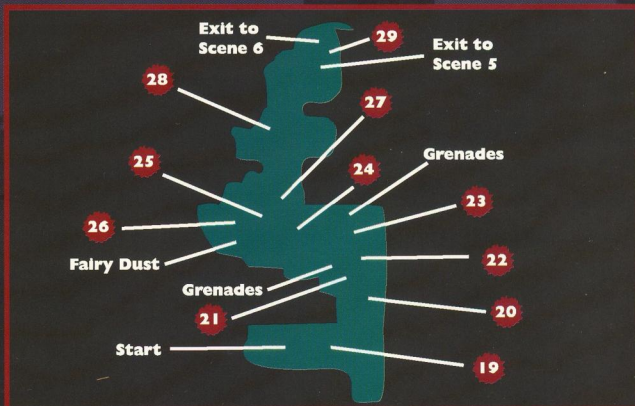 Exit to
Scene 6
29
Exit to
Scene 5
28
27
Grenades
25
24
23
26
Fairy Dust
22
Grenades
21
20
Start
19